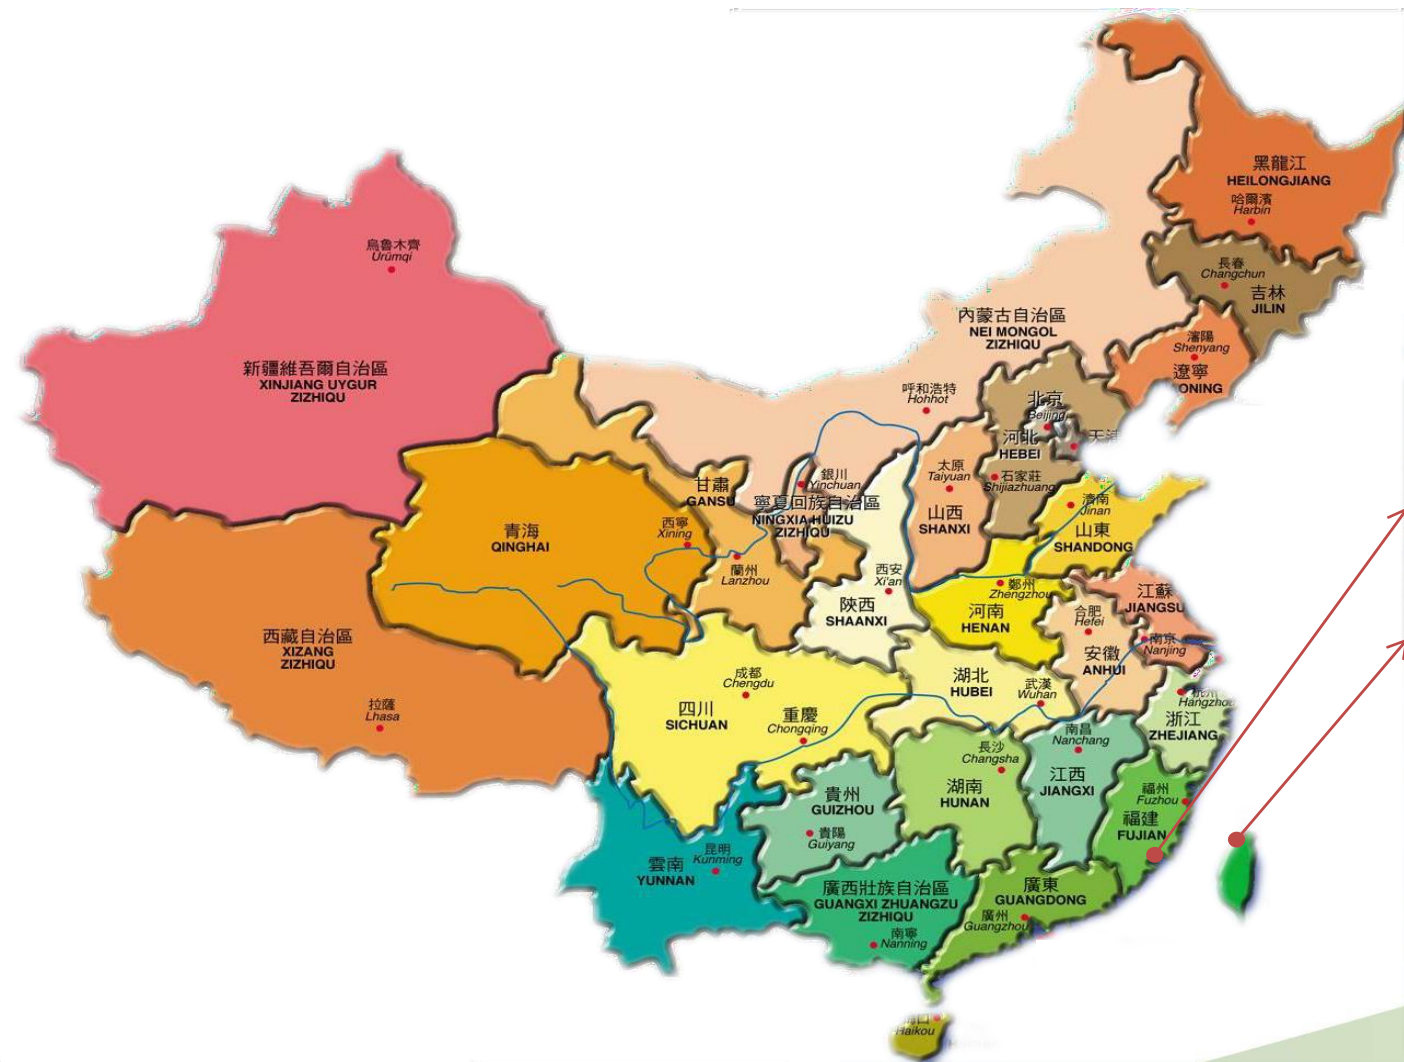 黑龍江
HEILONGJIANG
哈爾濱
Harbin
長春
Changchun
吉林
JILIN
瀋陽
Shenyang
遼寧
ONING
烏魯木齊
Ürümqi
新疆維吾爾自治區
XINJIANG UYGUR
ZIZHIQU
內蒙古自治區
NEI MONGOL
ZIZHIQU
呼和浩特
Hohhot
北京
Beijing
天津
河北
HEBEI
石家莊
Shijiazhuang
太原
Taiyuan
山西
SHANXI
濟南
Jinan
山東
SHANDONG
銀川
Yinchuan
寧夏回族自治區
NINGXIA HUIZU
ZIZHIQU
甘肅
GANSU
西寧
Xining
青海
QINGHAI
蘭州
Lanzhou
西安
Xi'an
陝西
SHAANXI
鄭州
Zhengzhou
河南
HENAN
江蘇
JIANGSU
南京
Nanjing
合肥
Hefei
安徽
ANHUI
西藏自治區
XIZANG
ZIZHIQU
拉薩
Lhasa
成都
Chengdu
四川
SICHUAN
重慶
Chongqing
湖北
HUBEI
武漢
Wuhan
杭州
Hangzhou
浙江
ZHEJIANG
南昌
Nanchang
江西
JIANGXI
長沙
Changsha
湖南
HUNAN
貴州
GUIZHOU
貴陽
Guiyang
福州
Fuzhou
福建
FUJIAN
昆明
Kunming
雲南
YUNNAN
廣西壯族自治區
GUANGXI ZHUANGZU
ZIZHIQU
南寧
Nanning
廣東
GUANGDONG
廣州
Guangzhou
海口
Haikou